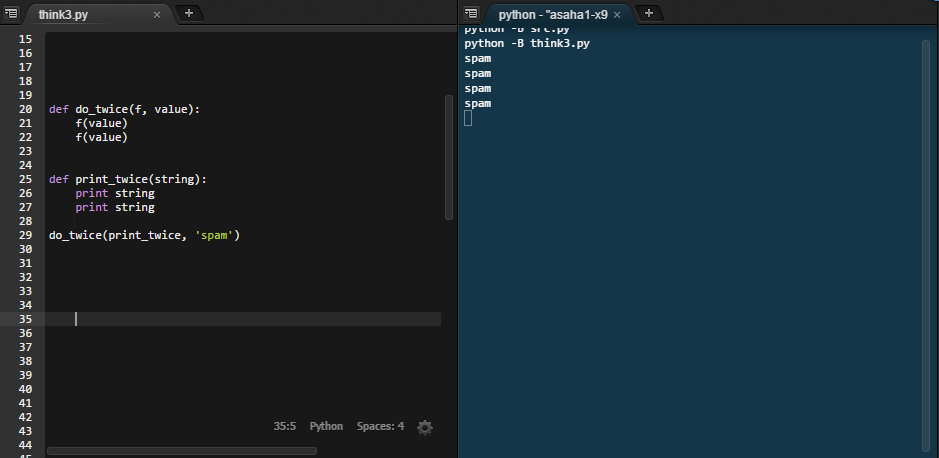 think3.py
15
16
17
18
19
20 def do_twice(f, value):
21     f(value)
22     f(value)
23
24
25 def print_twice(string):
26     print string
27     print string
28
29 do_twice(print_twice, 'spam')
30
31
32
33
34
35
36
37
38
39
40
41
42
43
44
35:5 Python Spaces: 4
python - "asaha1-x9
python -B src.py
python -B think3.py
spam
spam
spam
spam